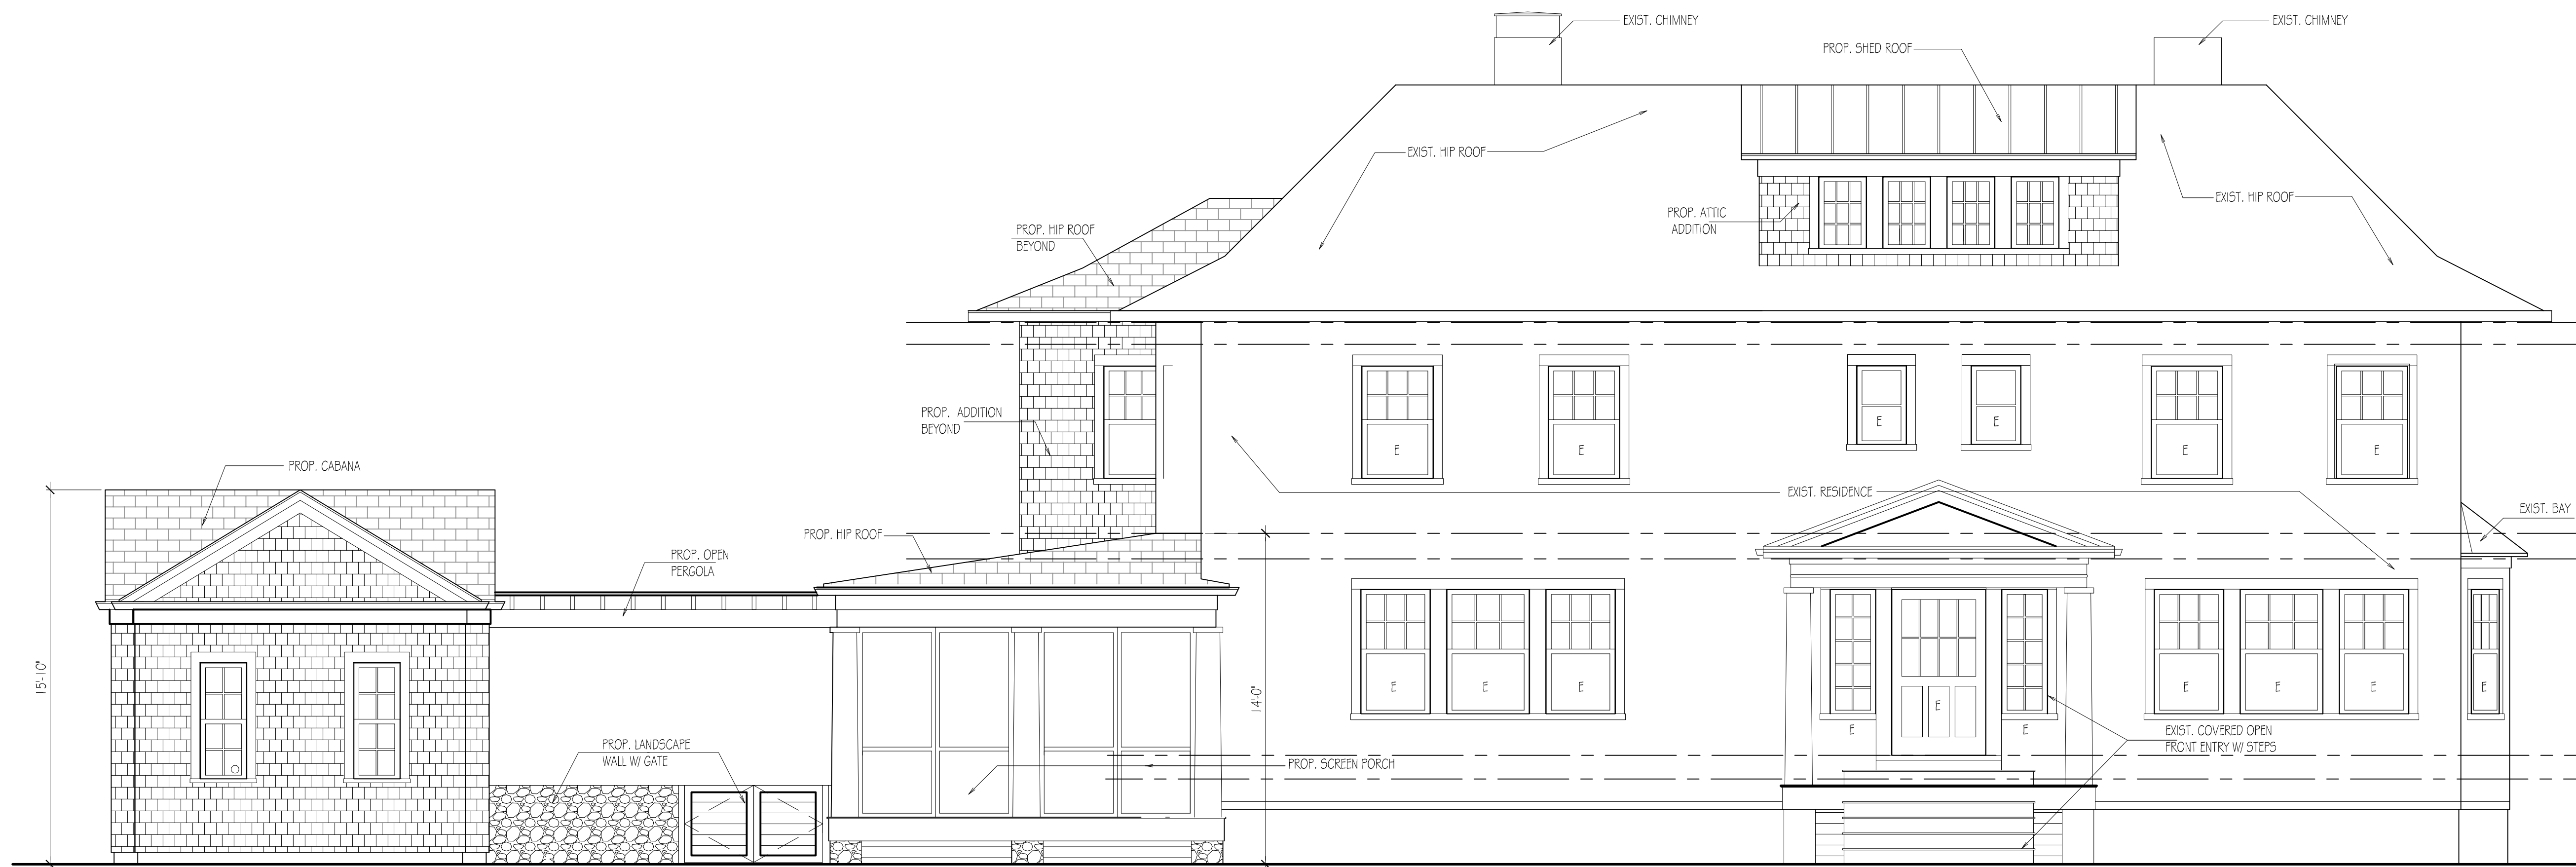 EXIST. CHIMNEY
EXIST. CHIMNEY
PROP. SHED ROOF
EXIST. HIP ROOF
EXIST. HIP ROOF
PROP. ATTIC
ADDITION
PROP. HIP ROOF
BEYOND
PROP. ADDITION
BEYOND
E
E
E
E
E
E
PROP. CABANA
EXIST. RESIDENCE
EXIST. BAY
PROP. HIP ROOF
PROP. OPEN
PERGOLA
15'-10"
14'-0"
E
E
E
E
E
E
E
E
E
E
PROP. LANDSCAPE
WALL W/ GATE
PROP. SCREEN PORCH
EXIST. COVERED OPEN
FRONT ENTRY W/ STEPS